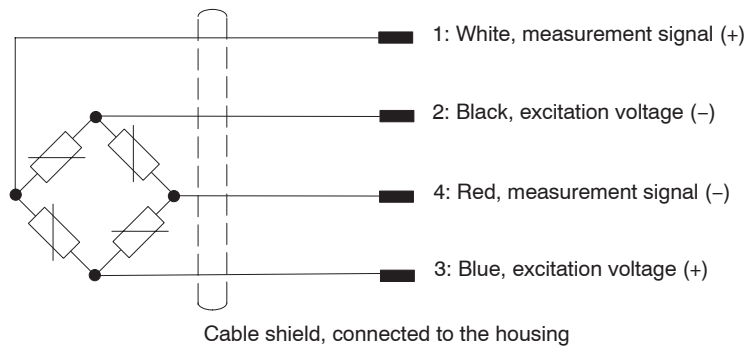 1: White, measurement signal (+)
2: Black, excitation voltage (−)
4: Red, measurement signal (−)
3: Blue, excitation voltage (+)
Cable shield, connected to the housing